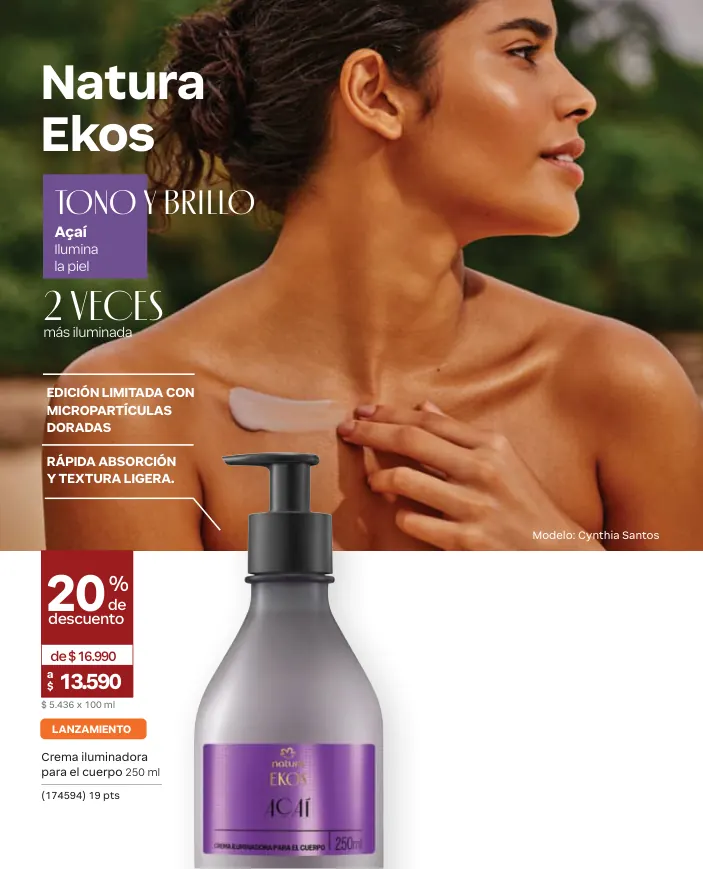 Natura
Ekos
TONO Y BRILLO
Açaí
Ilumina
la piel
2 VECES
más iluminada
EDICIÓN LIMITADA CON
MICROPARTÍCULAS
DORADAS
RÁPIDA ABSORCIÓN
Y TEXTURA LIGERA.
Modelo: Cynthia Santos
20%
de
descuento
de $ 16.990
a $ 13.590
$ 5.436 x 100 ml
LANZAMIENTO
Crema iluminadora
para el cuerpo 250 ml
(174594) 19 pts
natura
EKOS
AÇAÍ
CREMA ILUMINADORA PARA EL CUERPO
250ml